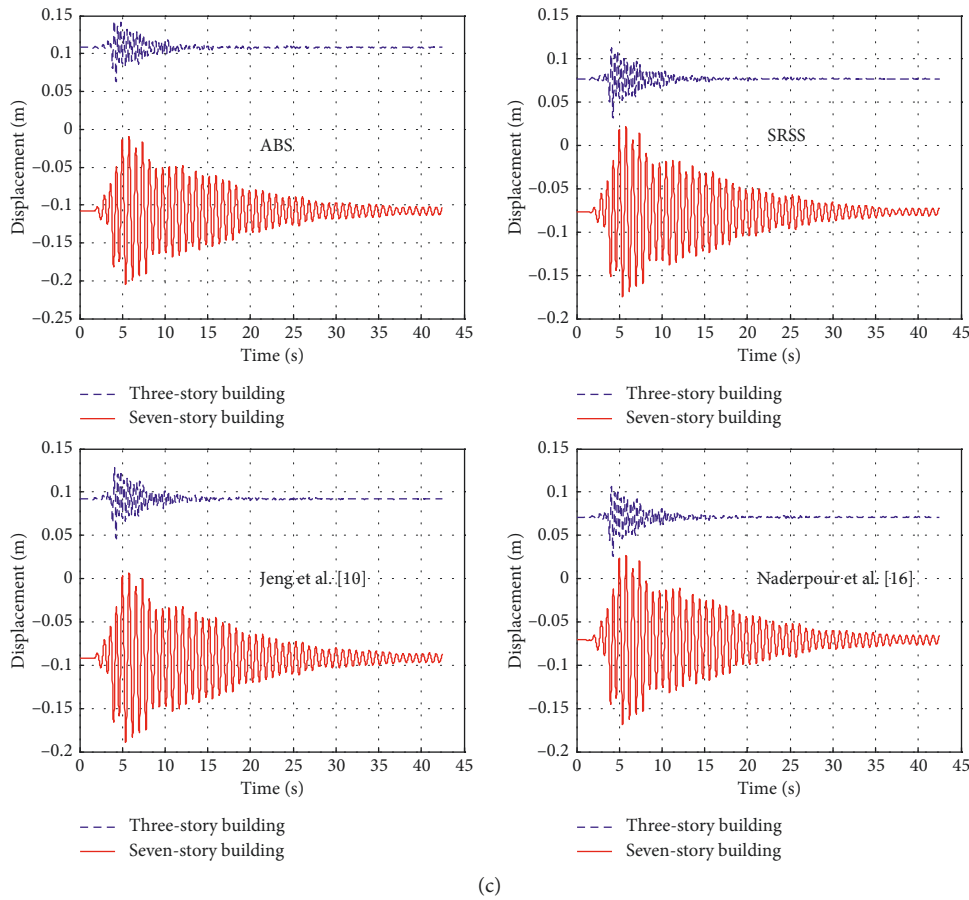 0.15
0.1
0.05
0
−0.05
−0.1
−0.15
−0.2
−0.25
Displacement (m)
ABS
0 5 10 15 20 25 30 35 40 45
Time (s)
Three-story building
Seven-story building
0.15
0.1
0.05
0
−0.05
−0.1
−0.15
−0.2
Displacement (m)
SRSS
0 5 10 15 20 25 30 35 40 45
Time (s)
Three-story building
Seven-story building
0.15
0.1
0.05
0
−0.05
−0.1
−0.15
−0.2
Displacement (m)
Jeng et al. [10]
0 5 10 15 20 25 30 35 40 45
Time (s)
Three-story building
Seven-story building
0.15
0.1
0.05
0
−0.05
−0.1
−0.15
−0.2
Displacement (m)
Naderpour et al. [16]
0 5 10 15 20 25 30 35 40 45
Time (s)
Three-story building
Seven-story building
(c)